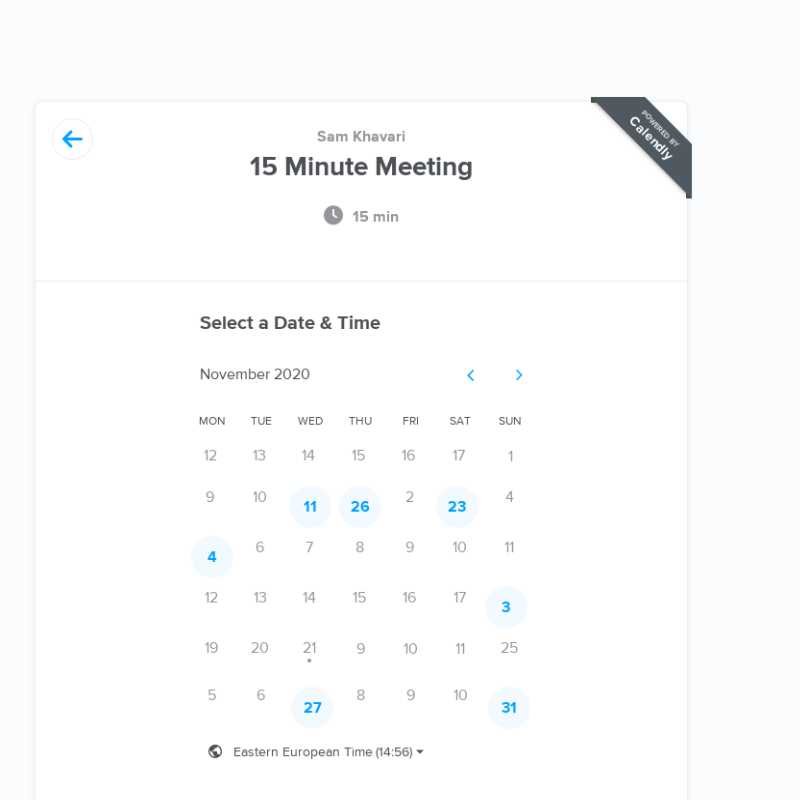 POWERED BY
Calendly
Sam Khavari
15 Minute Meeting
15 min
Select a Date & Time
November 2020
MON TUE WED THU FRI SAT SUN
12 13 14 15 16 17 1
9 10 11 26 2 23 4
4 6 7 8 9 10 11
12 13 14 15 16 17 3
19 20 21 9 10 11 25
5 6 27 8 9 10 31
Eastern European Time (14:56)